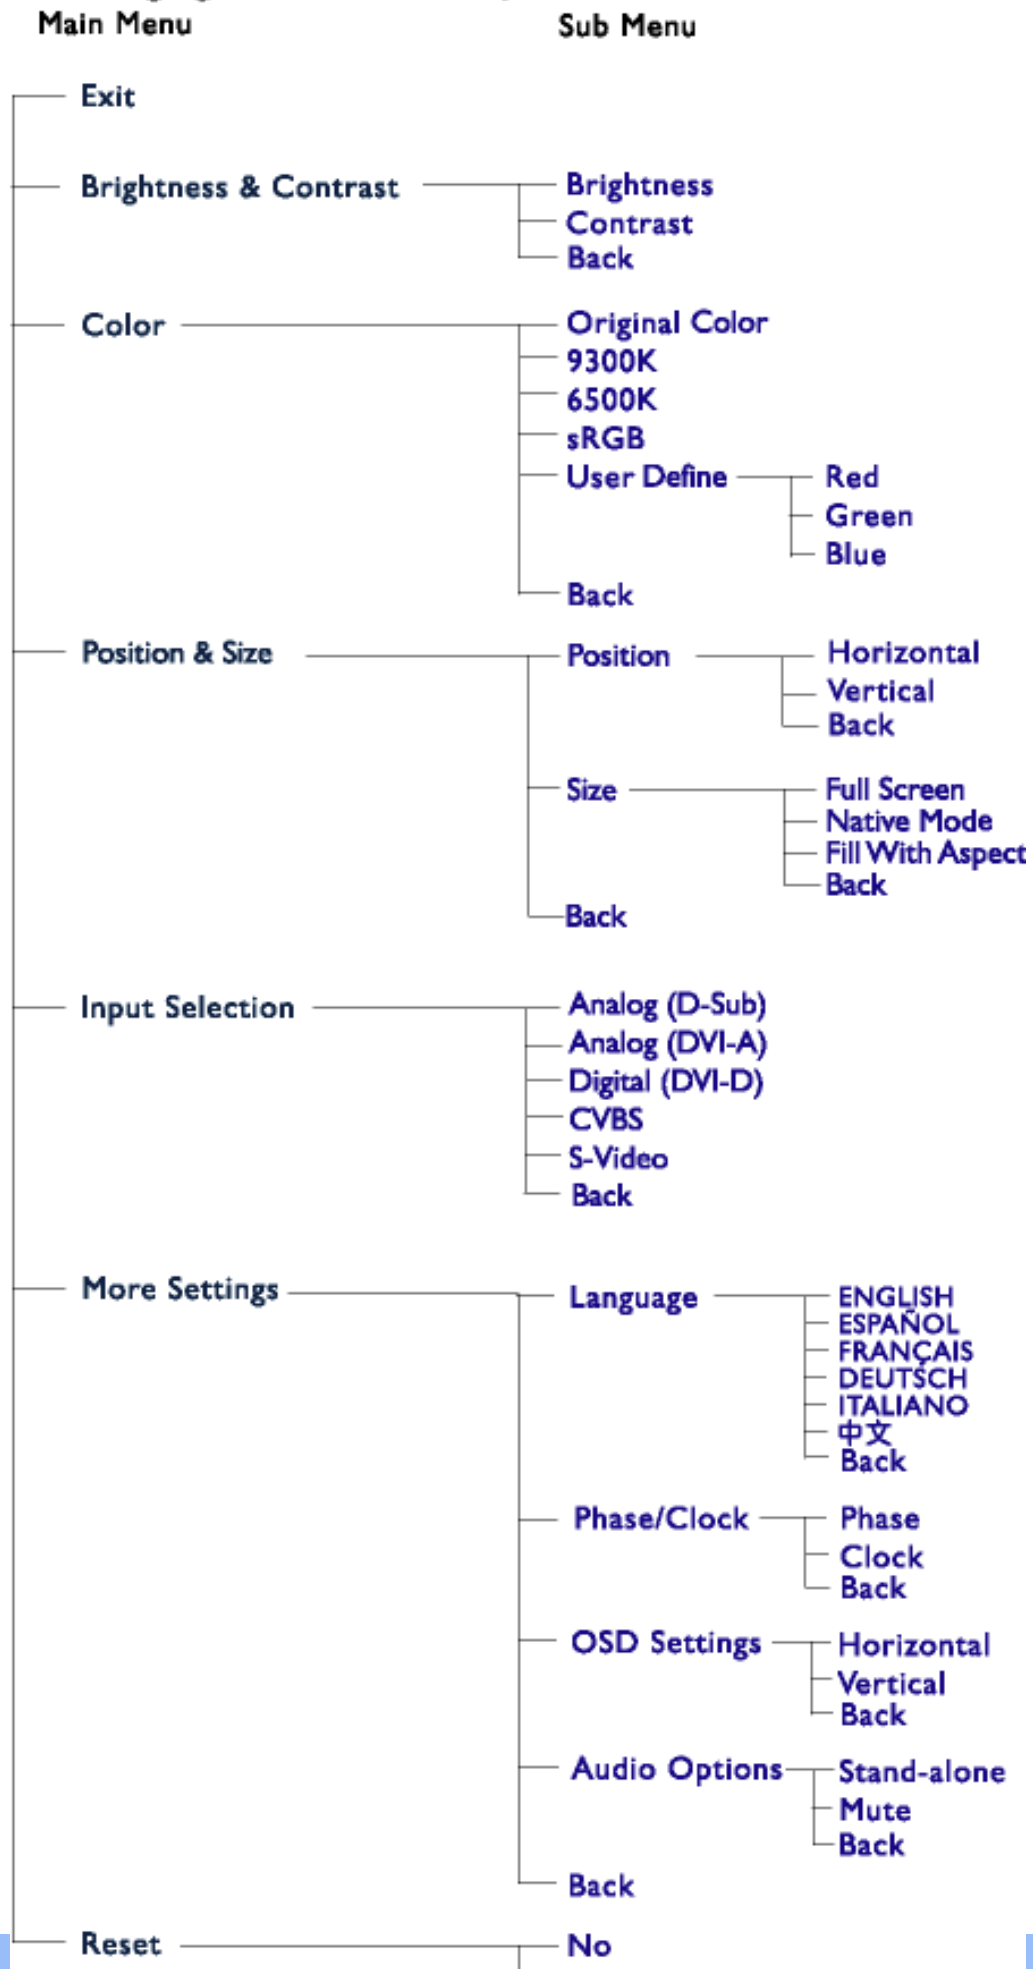 Main Menu
Sub Menu
Exit
Brightness & Contrast
Brightness
Contrast
Back
Color
Original Color
9300K
6500K
sRGB
User Define
Red
Green
Blue
Back
Position & Size
Position
Horizontal
Vertical
Back
Size
Full Screen
Native Mode
Fill With Aspect
Back
Back
Input Selection
Analog (D-Sub)
Analog (DVI-A)
Digital (DVI-D)
CVBS
S-Video
Back
More Settings
Language
ENGLISH
ESPAÑOL
FRANÇAIS
DEUTSCH
ITALIANO
中文
Back
Phase/Clock
Phase
Clock
Back
OSD Settings
Horizontal
Vertical
Back
Audio Options
Stand-alone
Mute
Back
Back
Reset
No